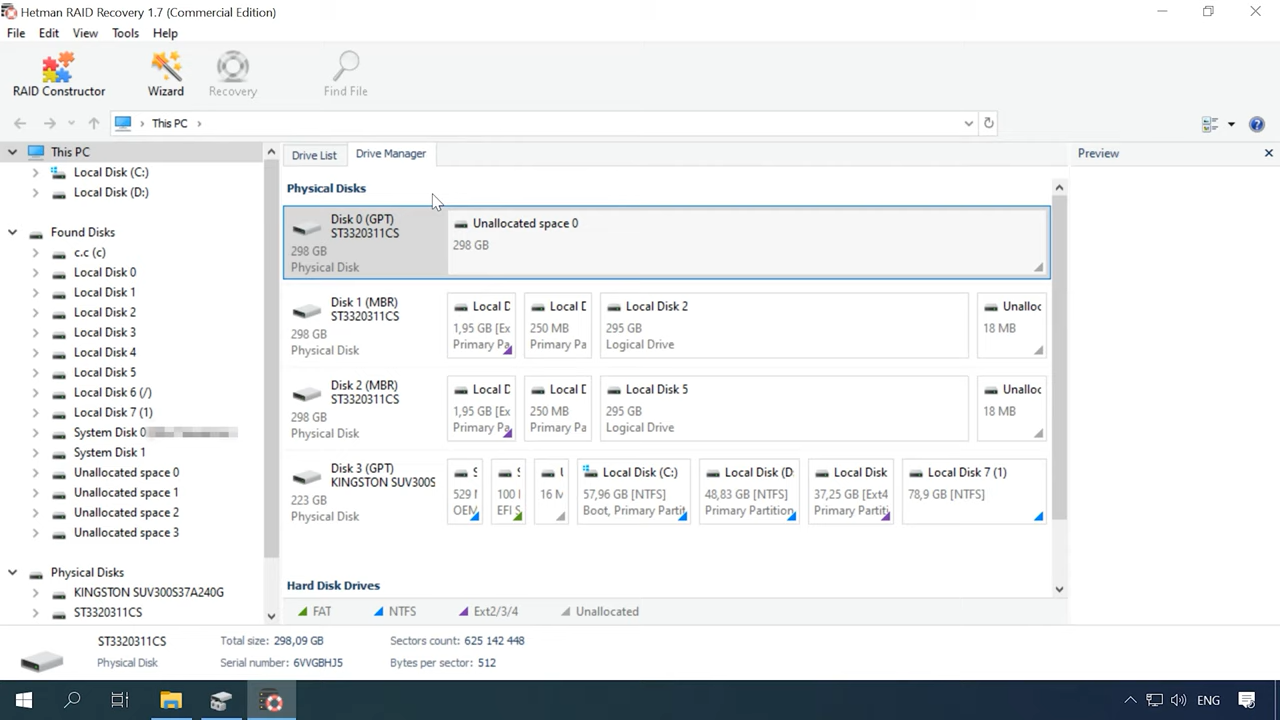 Hetman RAID Recovery 1.7 (Commercial Edition)
File Edit View Tools Help
RAID Constructor Wizard Recovery Find File
This PC
Drive List Drive Manager
Preview
This PC
Local Disk (C:)
Local Disk (D:)
Found Disks
c.c (c)
Local Disk 0
Local Disk 1
Local Disk 2
Local Disk 3
Local Disk 4
Local Disk 5
Local Disk 6 (/)
Local Disk 7 (1)
System Disk 0
System Disk 1
Unallocated space 0
Unallocated space 1
Unallocated space 2
Unallocated space 3
Physical Disks
KINGSTON SUV300S37A240G
ST3320311CS
Physical Disks
Disk 0 (GPT)
ST3320311CS
298 GB
Physical Disk
Unallocated space 0
298 GB
Disk 1 (MBR)
ST3320311CS
298 GB
Physical Disk
Local D
1,95 GB [Ex
Primary Pa
Local D
250 MB
Primary Pa
Local Disk 2
295 GB
Logical Drive
Unalloc
18 MB
Disk 2 (MBR)
ST3320311CS
298 GB
Physical Disk
Local D
1,95 GB [Ex
Primary Pa
Local D
250 MB
Primary Pa
Local Disk 5
295 GB
Logical Drive
Unalloc
18 MB
Disk 3 (GPT)
KINGSTON SUV300S
223 GB
Physical Disk
S
529 M
OEM
S
100 M
EFI S
U
16 M
Local Disk (C:)
57,96 GB [NTFS]
Boot, Primary Partit
Local Disk (D:
48,83 GB [NTFS]
Primary Partition
Local Disk
37,25 GB [Ext4
Primary Partiti
Local Disk 7 (1)
78,9 GB [NTFS]
Hard Disk Drives
FAT NTFS Ext2/3/4 Unallocated
ST3320311CS Total size: 298,09 GB Sectors count: 625 142 448
Physical Disk Serial number: 6VVGBHJ5 Bytes per sector: 512
ENG